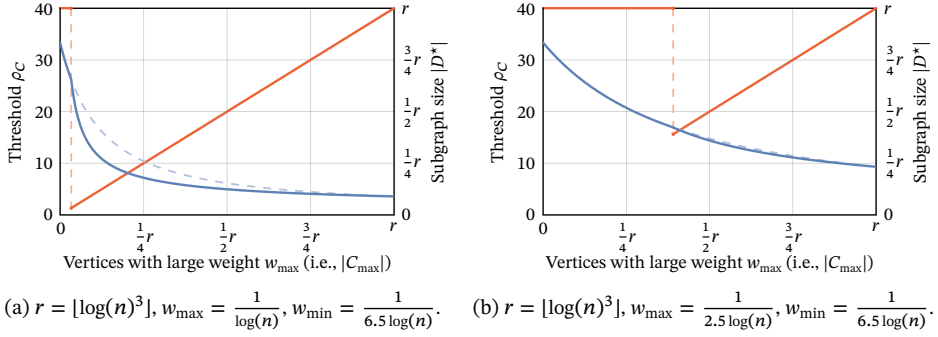 40
30
20
10
0
Threshold ρ_C
r
3/4 r
1/2 r
1/4 r
0
Subgraph size |D*|
0
1/4 r
1/2 r
3/4 r
r
Vertices with large weight w_max (i.e., |C_max|)
(a) r = ⌊log(n)³⌋, w_max = 1/log(n), w_min = 1/6.5 log(n).
40
30
20
10
0
Threshold ρ_C
r
3/4 r
1/2 r
1/4 r
0
Subgraph size |D*|
0
1/4 r
1/2 r
3/4 r
r
Vertices with large weight w_max (i.e., |C_max|)
(b) r = ⌊log(n)³⌋, w_max = 1/2.5 log(n), w_min = 1/6.5 log(n).